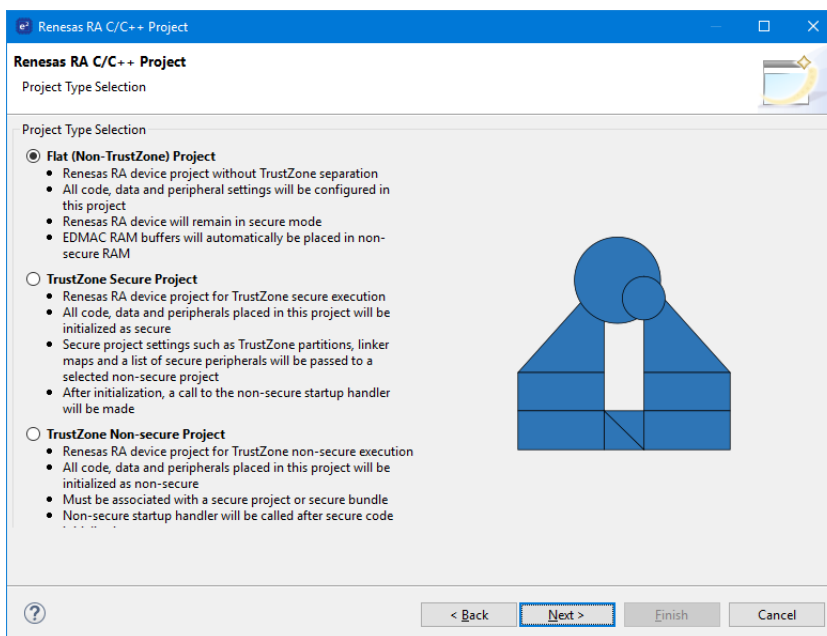 e² Renesas RA C/C++ Project
Renesas RA C/C++ Project
Project Type Selection
Project Type Selection
Flat (Non-TrustZone) Project
• Renesas RA device project without TrustZone separation
• All code, data and peripheral settings will be configured in
this project
• Renesas RA device will remain in secure mode
• EDMAC RAM buffers will automatically be placed in non-
secure RAM
TrustZone Secure Project
• Renesas RA device project for TrustZone secure execution
• All code, data and peripherals placed in this project will be
initialized as secure
• Secure project settings such as TrustZone partitions, linker
maps and a list of secure peripherals will be passed to a
selected non-secure project
• After initialization, a call to the non-secure startup handler
will be made
TrustZone Non-secure Project
• Renesas RA device project for TrustZone non-secure execution
• All code, data and peripherals placed in this project will be
initialized as non-secure
• Must be associated with a secure project or secure bundle
• Non-secure startup handler will be called after secure code
? < Back Next > Finish Cancel